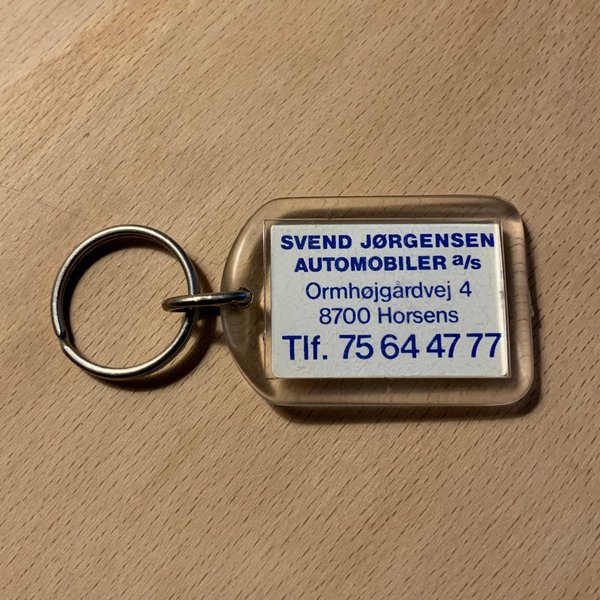 SVEND JØRGENSEN
AUTOMOBILER a/s
Ormhøjgårdvej 4
8700 Horsens
Tlf. 75 64 47 77